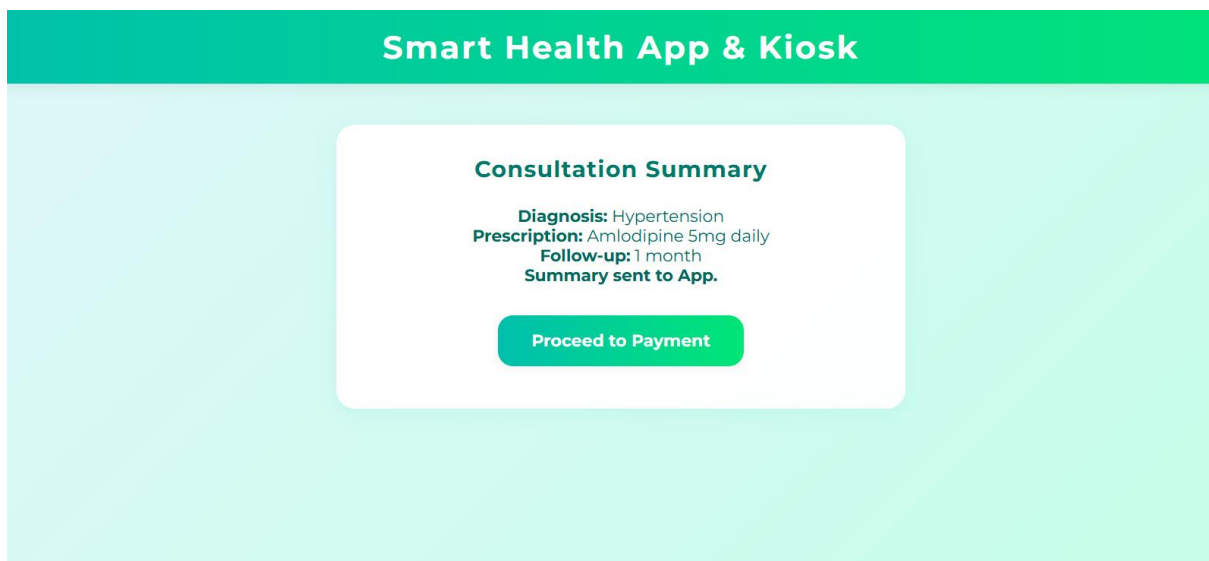 Smart Health App & Kiosk
Consultation Summary
Diagnosis: Hypertension
Prescription: Amlodipine 5mg daily
Follow-up: 1 month
Summary sent to App.
Proceed to Payment